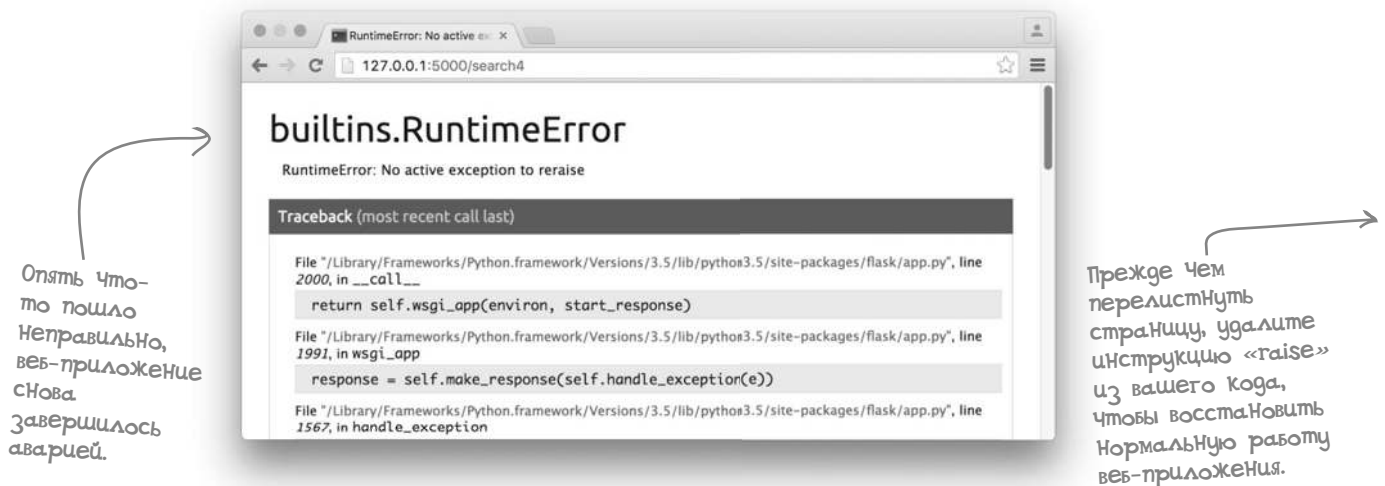 RuntimeError: No active ex
127.0.0.1:5000/search4
builtins.RuntimeError
RuntimeError: No active exception to reraise
Traceback (most recent call last)
File "/Library/Frameworks/Python.framework/Versions/3.5/lib/python3.5/site-packages/flask/app.py", line
2000, in __call__
return self.wsgi_app(environ, start_response)
File "/Library/Frameworks/Python.framework/Versions/3.5/lib/python3.5/site-packages/flask/app.py", line
1991, in wsgi_app
response = self.make_response(self.handle_exception(e))
File "/Library/Frameworks/Python.framework/Versions/3.5/lib/python3.5/site-packages/flask/app.py", line
1567, in handle_exception
Опять что-
то пошло
неправильно,
веб-приложение
снова
завершилось
аварией.
Прежде чем
перелистнуть
страницу, удалите
инструкцию «raise»
из вашего кода,
чтобы восстановить
нормальную работу
веб-приложения.